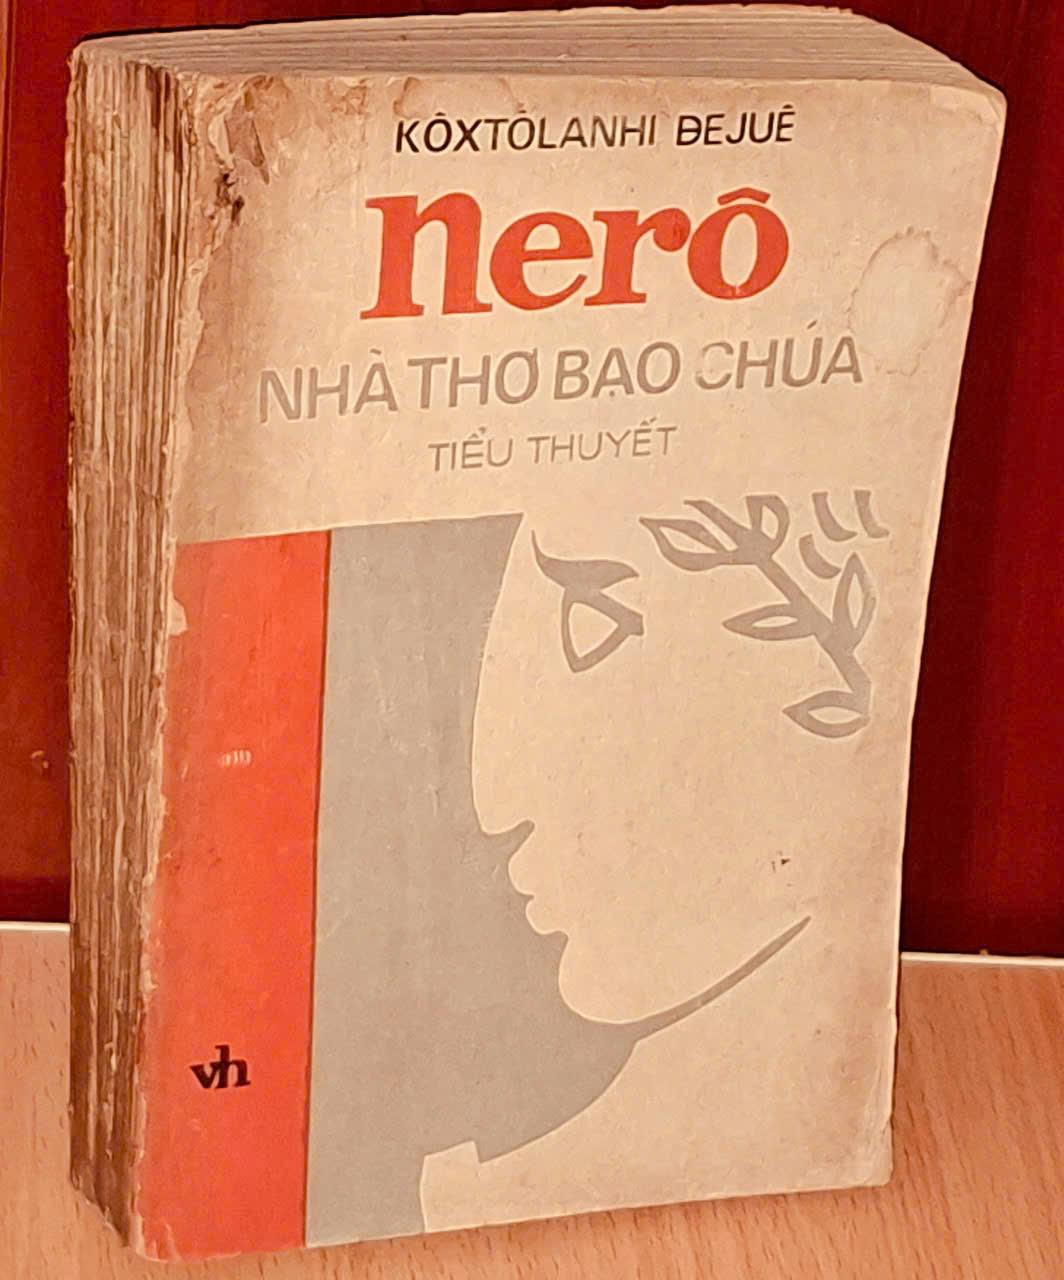 KÔXTÔLANHI ĐEJUÊ
nerô
NHÀ THƠ BẠO CHÚA
TIỂU THUYẾT
vh